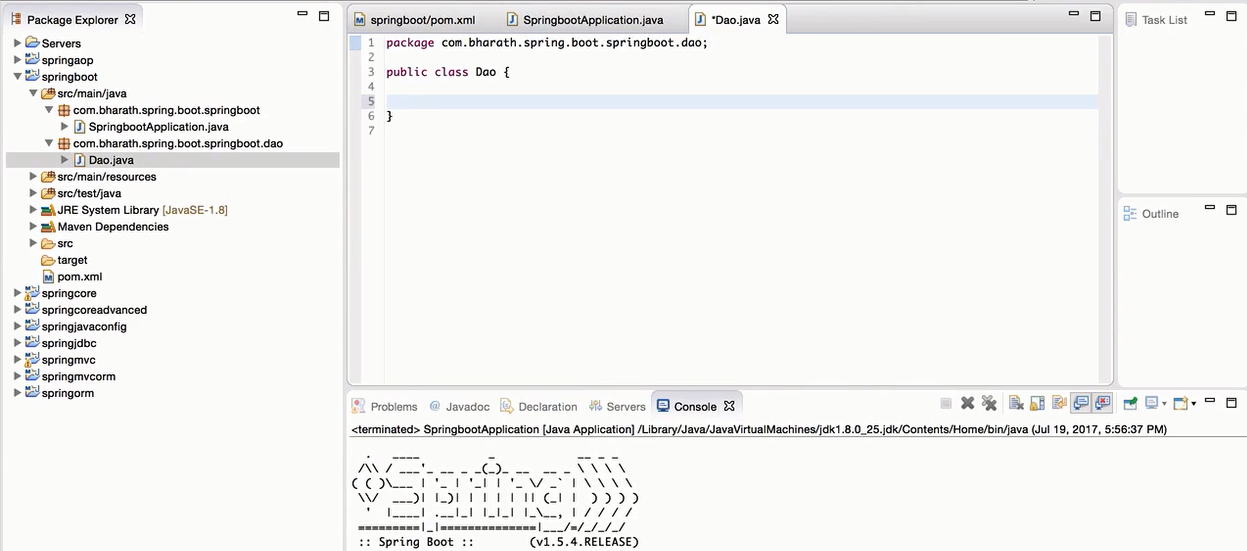 Package Explorer
Servers
springaop
springboot
src/main/java
com.bharath.spring.boot.springboot
SpringbootApplication.java
com.bharath.spring.boot.springboot.dao
Dao.java
src/main/resources
src/test/java
JRE System Library [JavaSE-1.8]
Maven Dependencies
src
target
pom.xml
springcore
springcoreadvanced
springjavaconfig
springjdbc
springmvc
springmvcorm
springorm
springboot/pom.xml SpringbootApplication.java *Dao.java
1 package com.bharath.spring.boot.springboot.dao;
2
3 public class Dao {
4
5
6 }
7
Task List
Outline
Problems @ Javadoc Declaration Servers Console
<terminated> SpringbootApplication [Java Application] /Library/Java/JavaVirtualMachines/jdk1.8.0_25.jdk/Contents/Home/bin/java (Jul 19, 2017, 5:56:37 PM)
  .   ____          _            __ _ _
 /\\ / ___'_ __ _ _(_)_ __  __ _ \ \ \ \
( ( )\___ | '_ | '_| | '_ \/ _` | \ \ \ \
 \\/  ___)| |_)| | | | | || (_| |  ) ) ) )
  '  |____| .__|_| |_|_| |_\__, | / / / /
 =========|_|==============|___/=/_/_/_/
 :: Spring Boot ::        (v1.5.4.RELEASE)